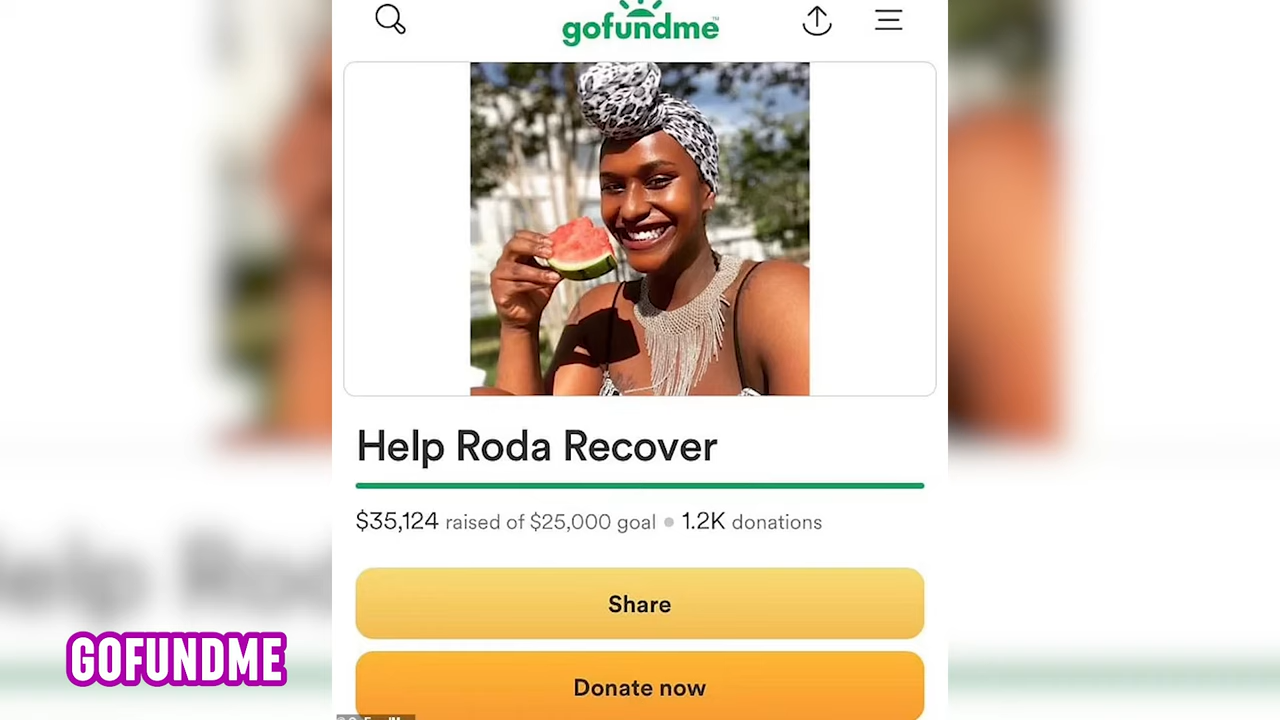 gofundme
Help Roda Recover
$35,124 raised of $25,000 goal • 1.2K donations
Share
GOFUNDME
Donate now